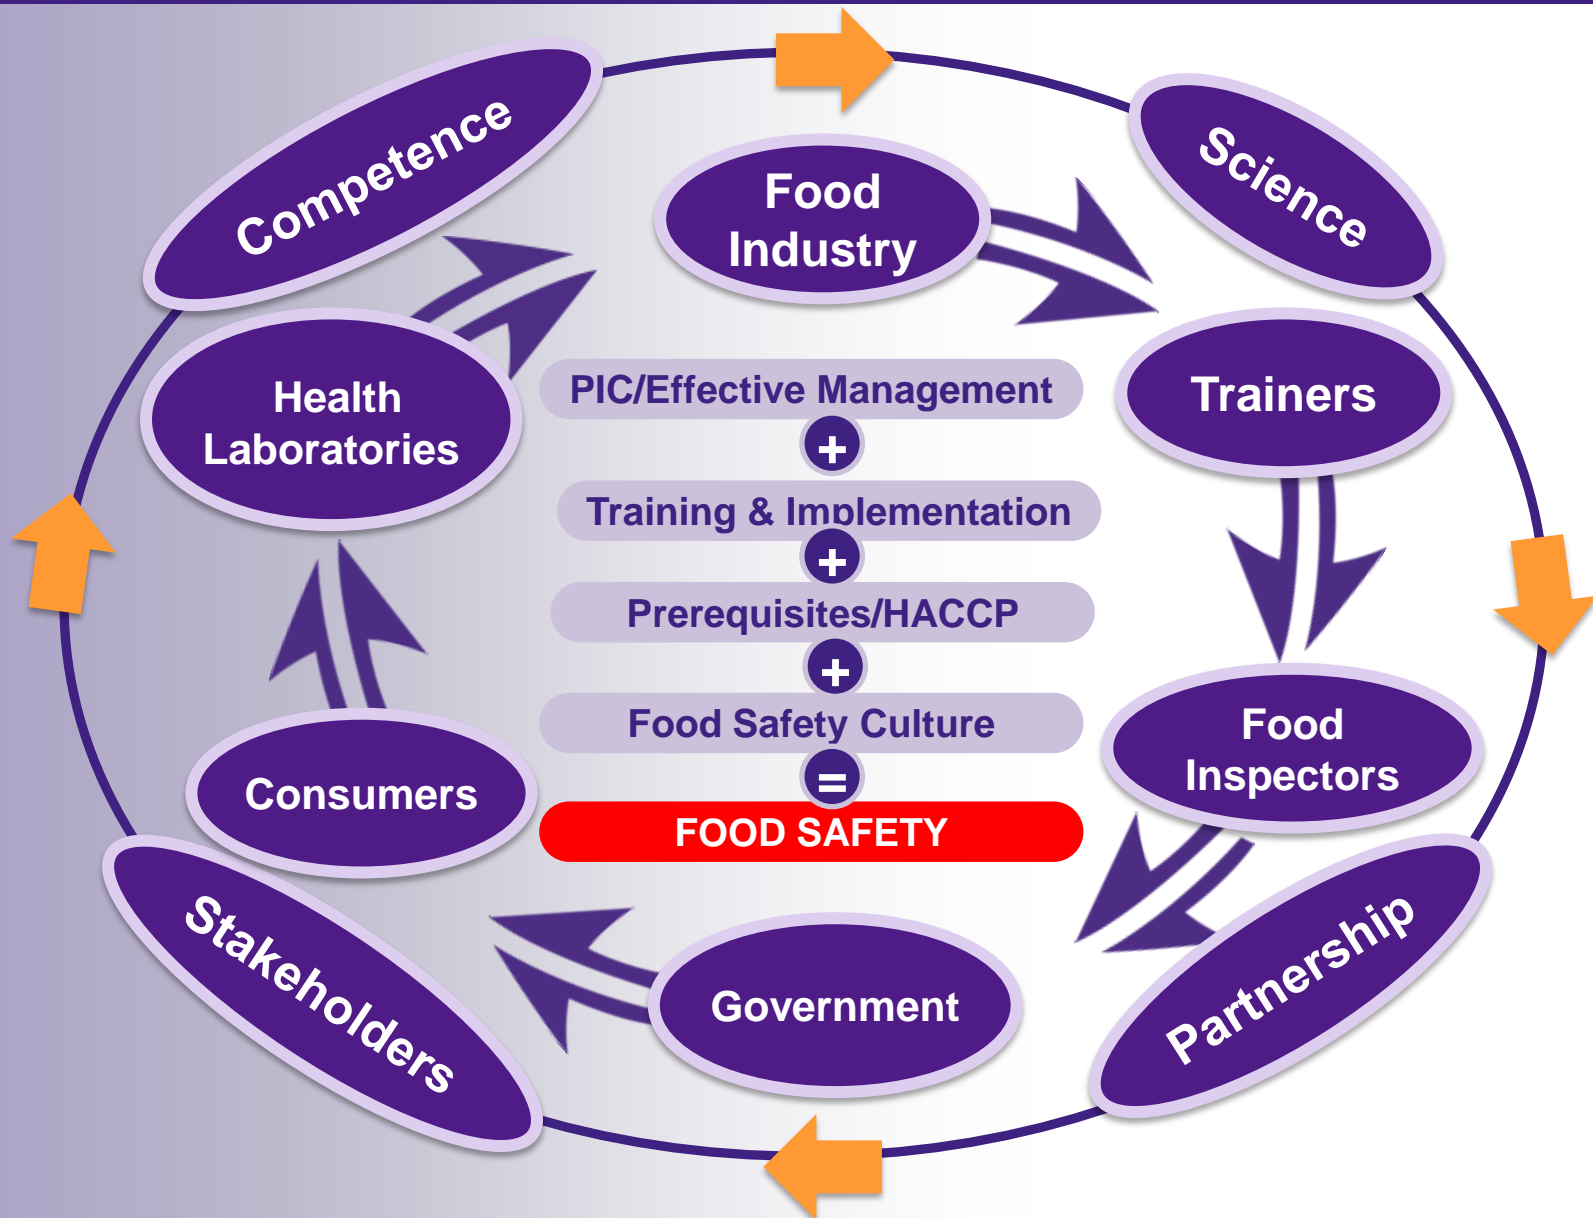 Competence
Science
Food
Industry
Health
Laboratories
Trainers
PIC/Effective Management
+
Training & Implementation
+
Prerequisites/HACCP
+
Food Safety Culture
=
FOOD SAFETY
Food
Inspectors
Consumers
Stakeholders
Government
Partnership